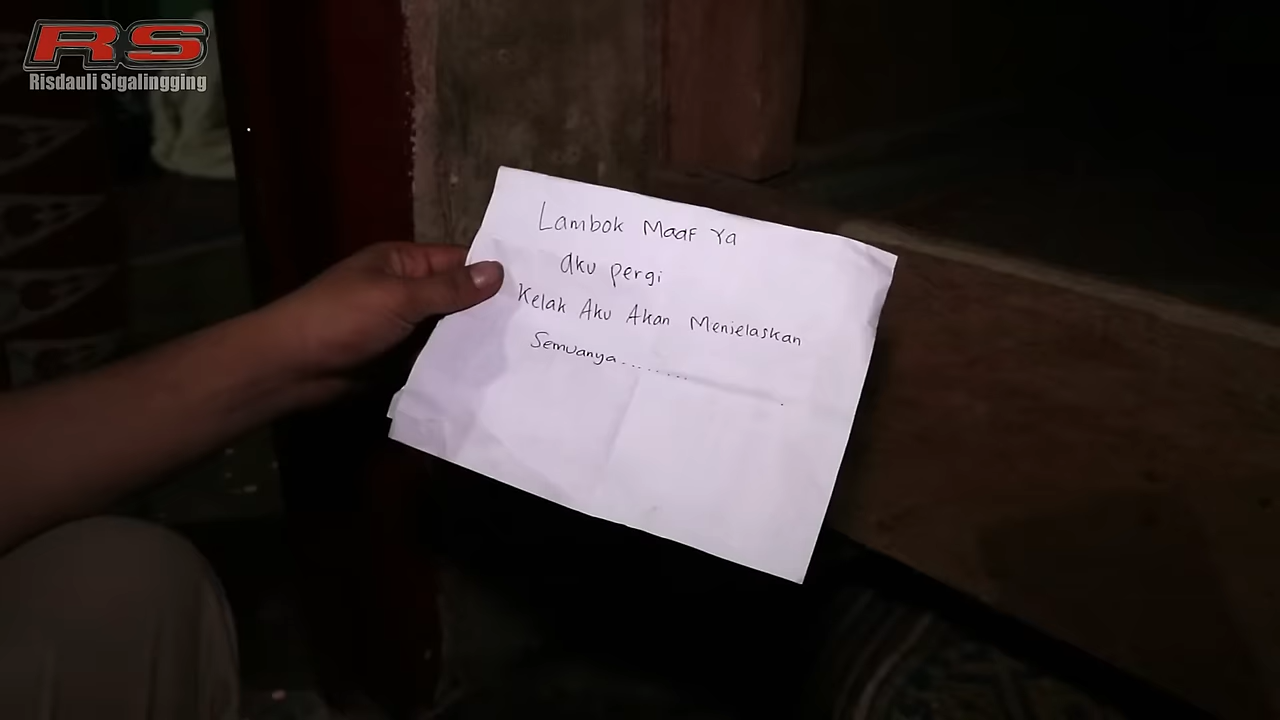 RS
Risdauli Sigalingging
Lambok Maaf Ya
Aku pergi
Kelak Aku Akan Menjelaskan
Semuanya.........